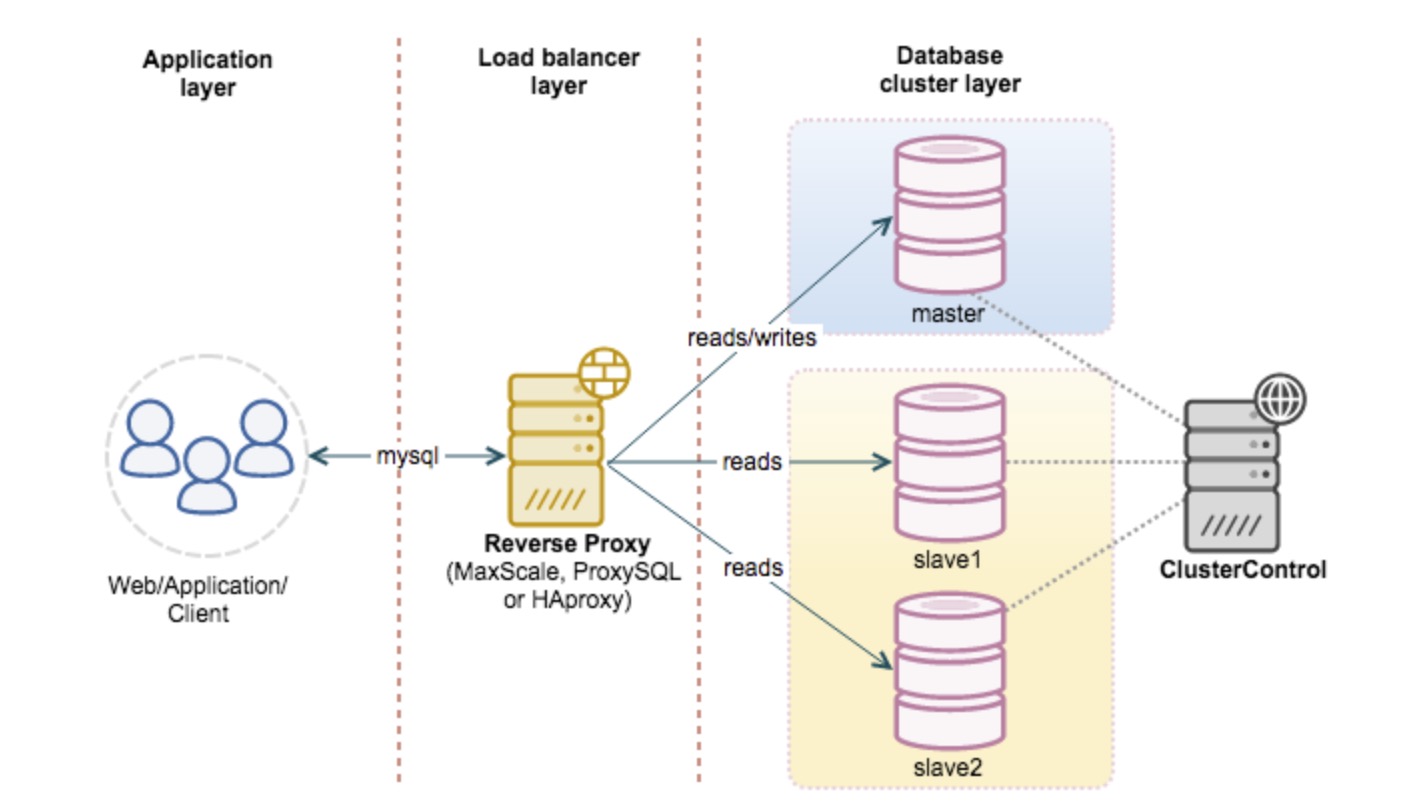 Application
layer
Load balancer
layer
Database
cluster layer
master
reads/writes
mysql
reads
slave1
reads
slave2
Reverse Proxy
(MaxScale, ProxySQL
or HAproxy)
Web/Application/
Client
ClusterControl